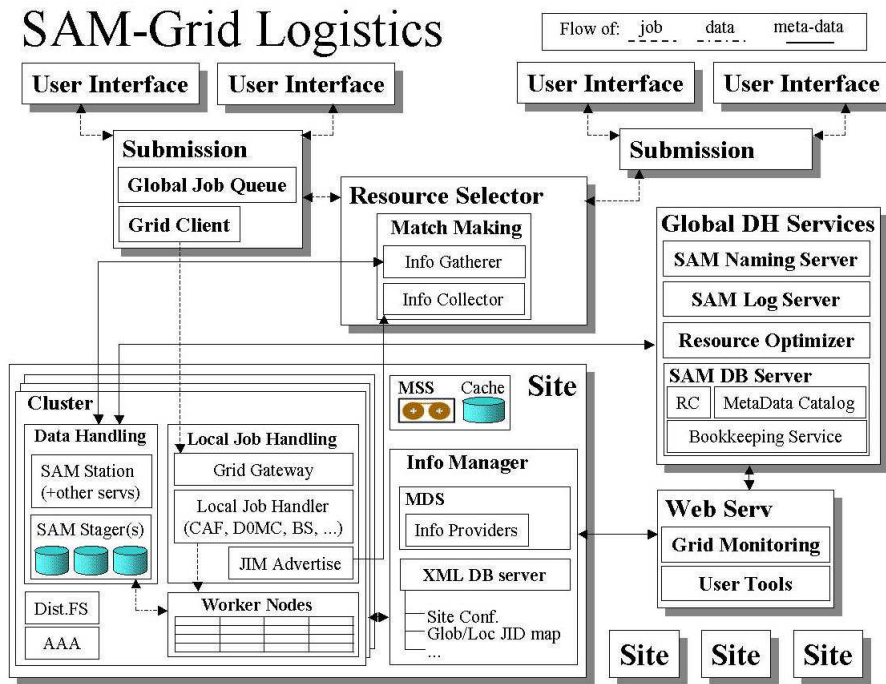 SAM-Grid Logistics
Flow of: job data meta-data
User Interface
User Interface
User Interface
User Interface
Submission
Global Job Queue
Grid Client
Submission
Resource Selector
Match Making
Info Gatherer
Info Collector
Global DH Services
SAM Naming Server
SAM Log Server
Resource Optimizer
SAM DB Server
RC
MetaData Catalog
Bookkeeping Service
Site
MSS
Cache
Cluster
Data Handling
SAM Station
(+other servs)
SAM Stager(s)
Dist.FS
AAA
Local Job Handling
Grid Gateway
Local Job Handler
(CAF, D0MC, BS, ...)
JIM Advertise
Worker Nodes
Info Manager
MDS
Info Providers
XML DB server
Site Conf.
Glob/Loc JID map
...
Web Serv
Grid Monitoring
User Tools
Site
Site
Site